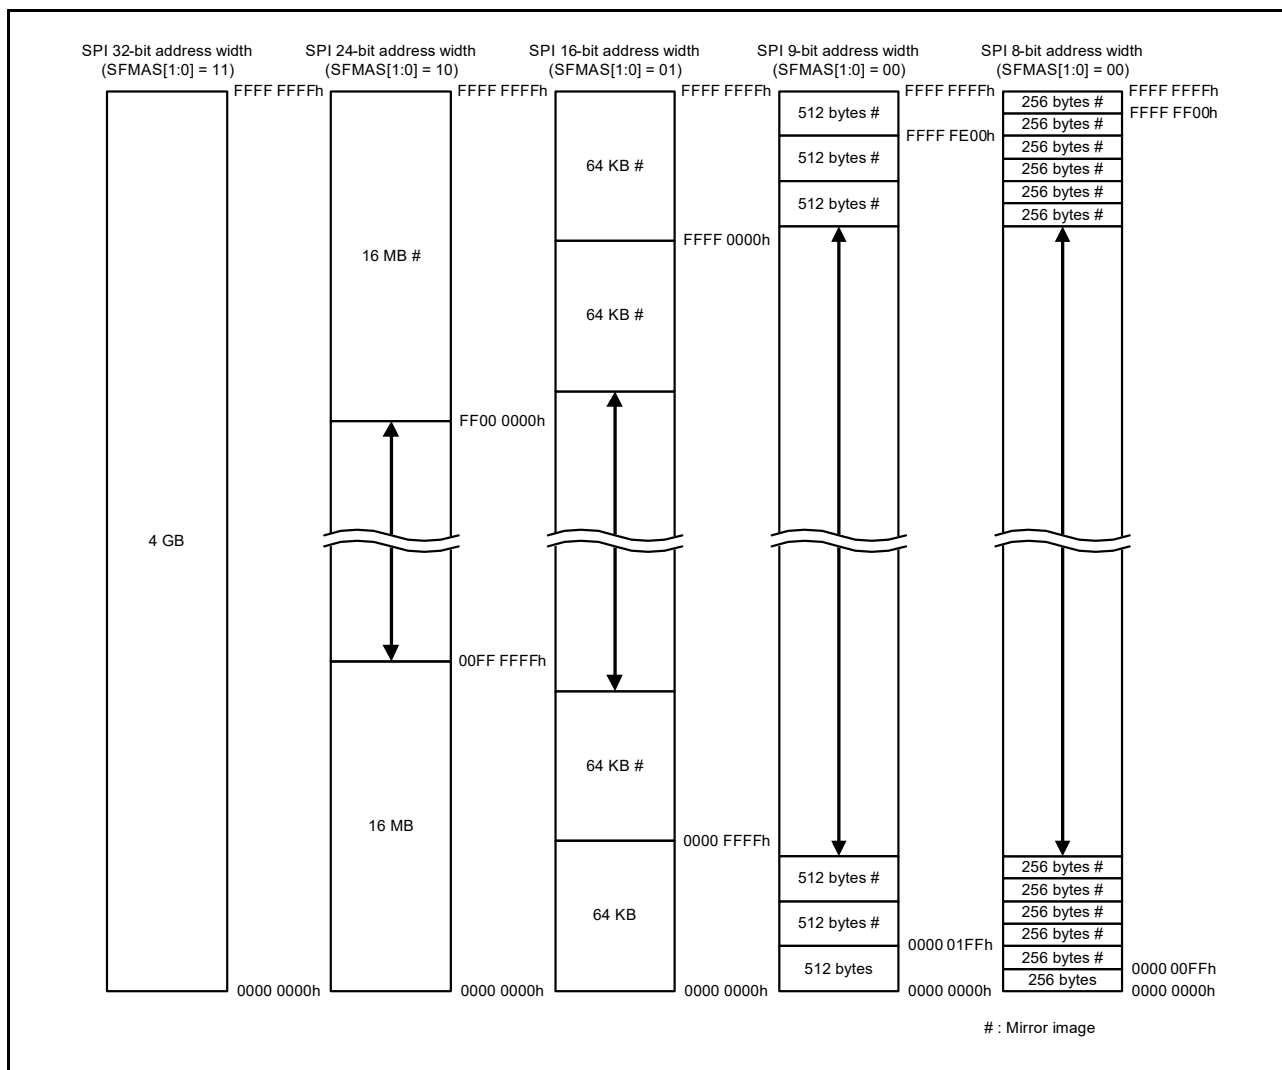 SPI 32-bit address width
(SFMAS[1:0] = 11)
FFFF FFFFh
4 GB
0000 0000h
SPI 24-bit address width
(SFMAS[1:0] = 10)
FFFF FFFFh
16 MB #
FF00 0000h
00FF FFFFh
16 MB
0000 0000h
SPI 16-bit address width
(SFMAS[1:0] = 01)
FFFF FFFFh
64 KB #
FFFF 0000h
64 KB #
64 KB #
0000 FFFFh
64 KB
0000 0000h
SPI 9-bit address width
(SFMAS[1:0] = 00)
FFFF FFFFh
512 bytes #
FFFF FE00h
512 bytes #
512 bytes #
512 bytes #
512 bytes #
0000 01FFh
512 bytes
0000 0000h
SPI 8-bit address width
(SFMAS[1:0] = 00)
FFFF FFFFh
256 bytes #
FFFF FF00h
256 bytes #
256 bytes #
256 bytes #
256 bytes #
256 bytes #
256 bytes #
256 bytes #
256 bytes #
256 bytes #
256 bytes #
0000 00FFh
256 bytes
0000 0000h
# : Mirror image